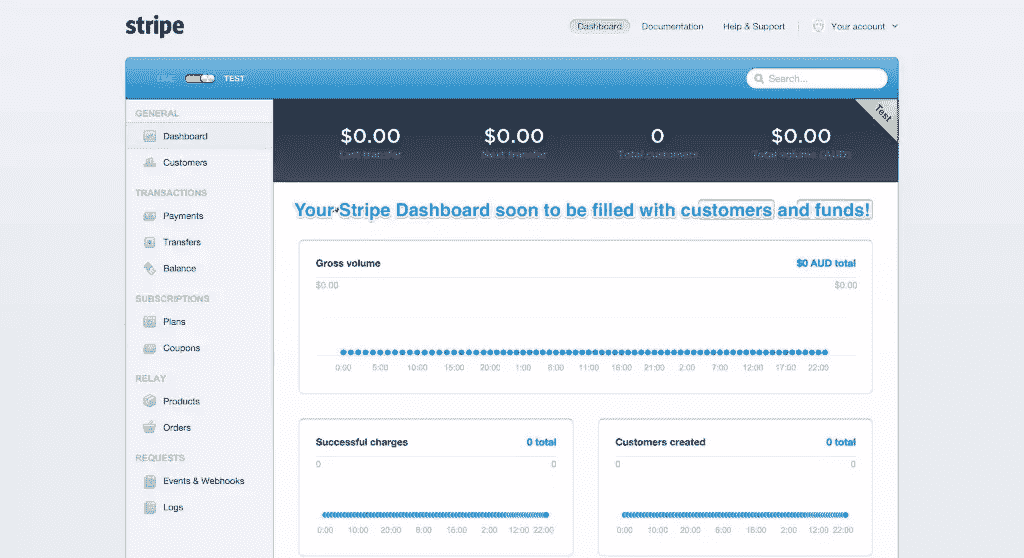 stripe
Dashboard Documentation Help & Support Your account
LIVE TEST
Search...
Test
GENERAL
Dashboard
Customers
TRANSACTIONS
Payments
Transfers
Balance
SUBSCRIPTIONS
Plans
Coupons
RELAY
Products
Orders
REQUESTS
Events & Webhooks
Logs
$0.00 $0.00 0 $0.00
Last transfer Next transfer Total customers Total volume (AUD)
Your Stripe Dashboard soon to be filled with customers and funds!
Gross volume $0 AUD total
$0.00 $0.00
0:00 5:00 10:00 15:00 20:00 1:00 6:00 11:00 16:00 21:00 2:00 7:00 12:00 17:00 22:00
Successful charges 0 total
0 0
0:00 10:00 20:00 6:00 16:00 2:00 12:00 22:00
Customers created 0 total
0 0
0:00 10:00 20:00 6:00 16:00 2:00 12:00 22:00